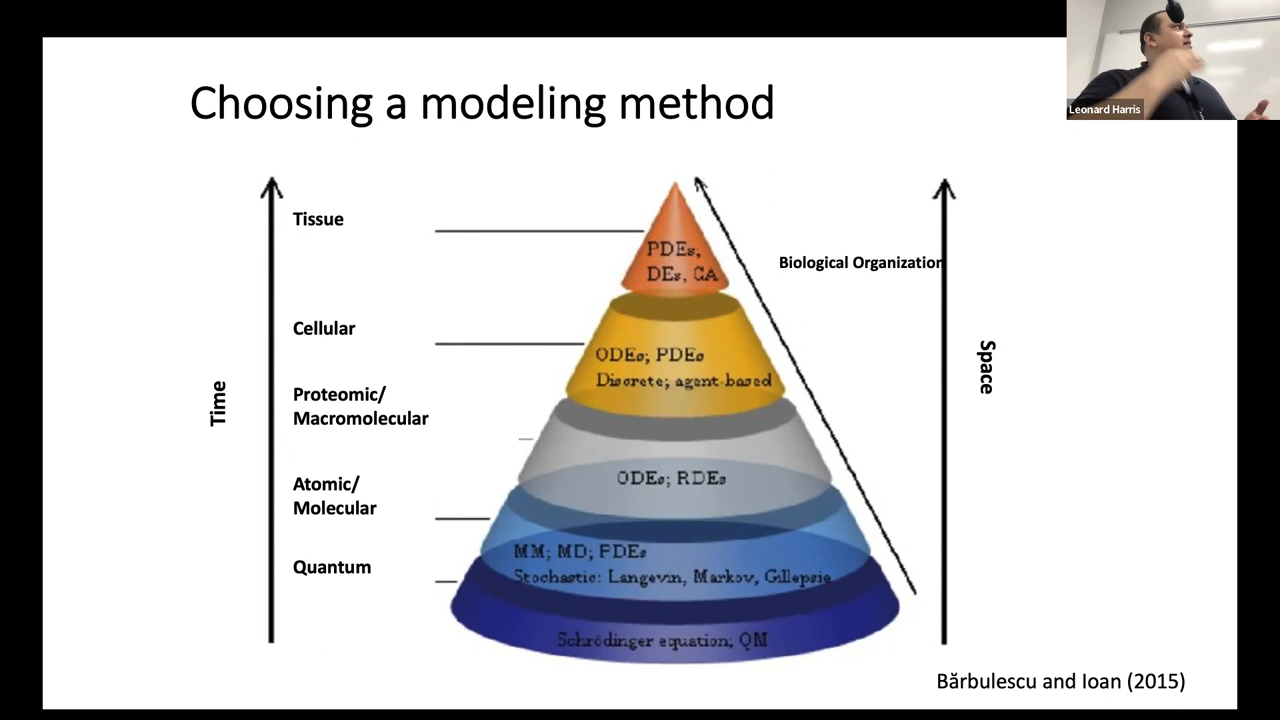 Choosing a modeling method
Leonard Harris
Tissue
Cellular
Proteomic/
Macromolecular
Atomic/
Molecular
Quantum
Time
PDEs,
DEs, CA
ODEs; PDEs
Discrete; agent-based
ODEs; RDEs
MM; MD; PDEs
Stochastic: Langevin, Markov, Gillepsie
Schrödinger equation; QM
Biological Organization
Space
Bărbulescu and Ioan (2015)